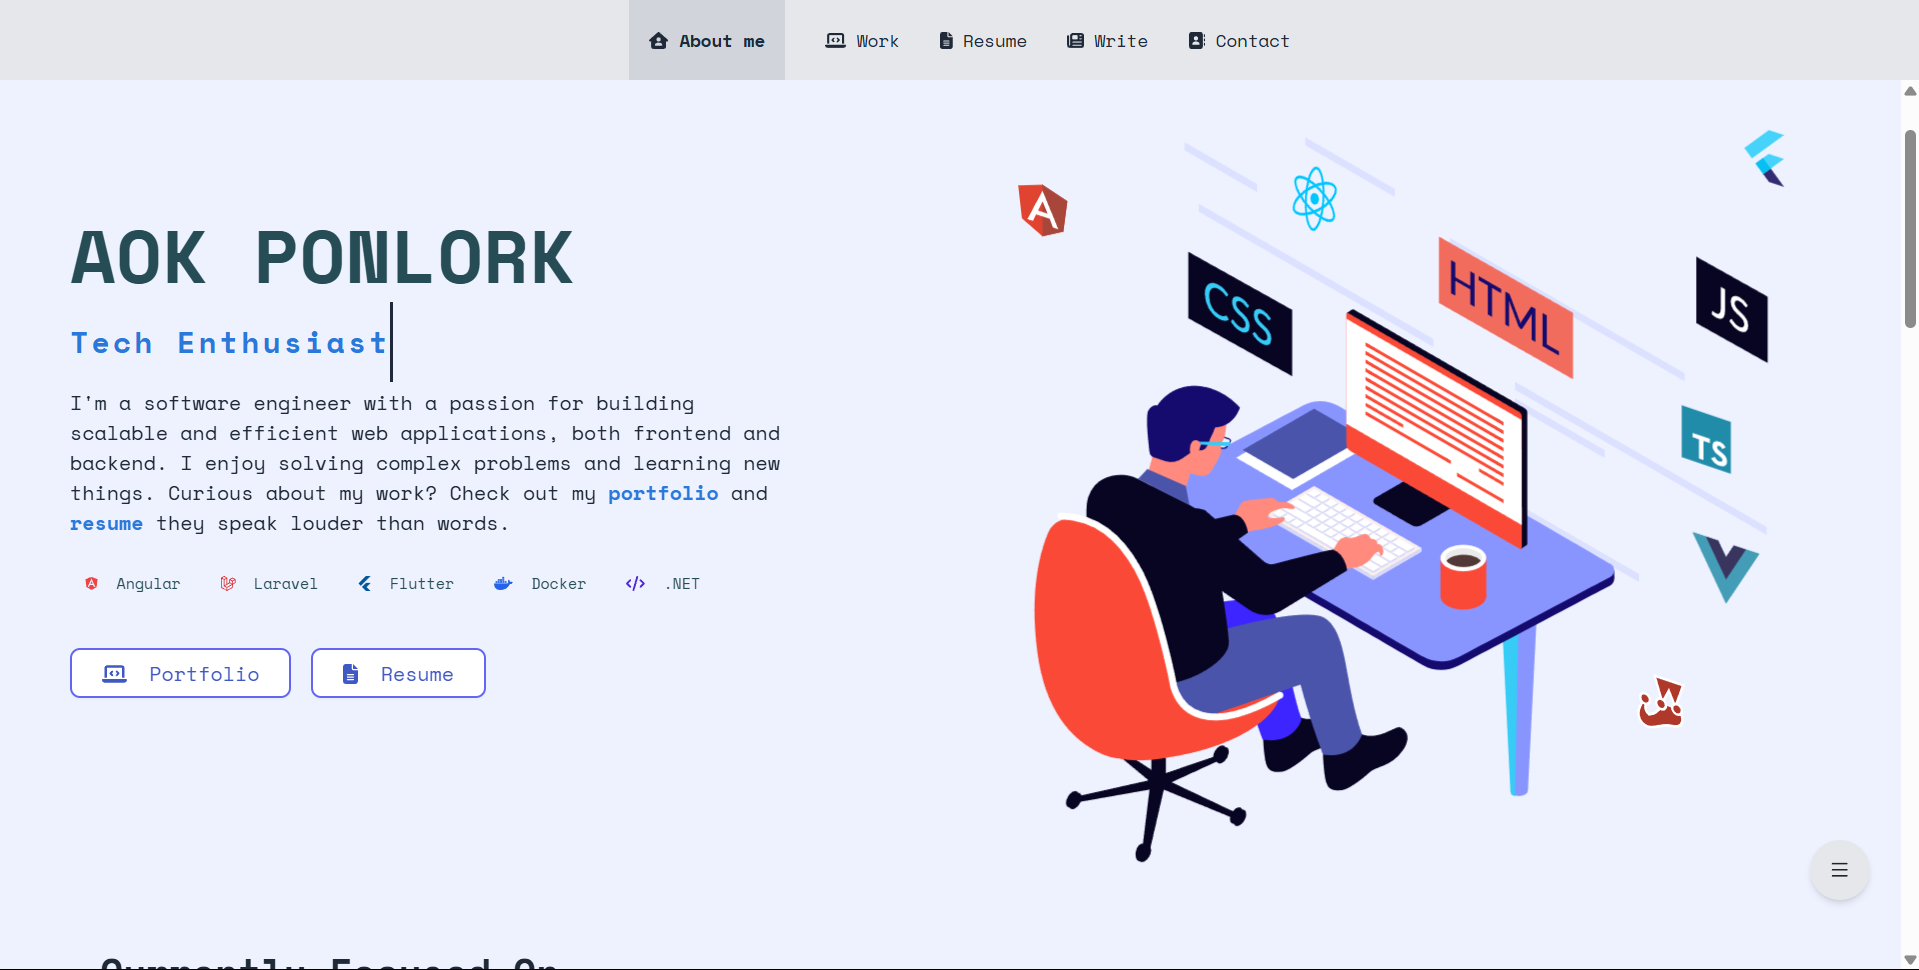 About me
Work
Resume
Write
Contact
AOK PONLORK
Tech Enthusiast
I'm a software engineer with a passion for building
scalable and efficient web applications, both frontend and
backend. I enjoy solving complex problems and learning new
things. Curious about my work? Check out my portfolio and
resume they speak louder than words.
Angular
Laravel
Flutter
Docker
.NET
Portfolio
Resume
A
CSS
HTML
JS
TS
Currently Focused On